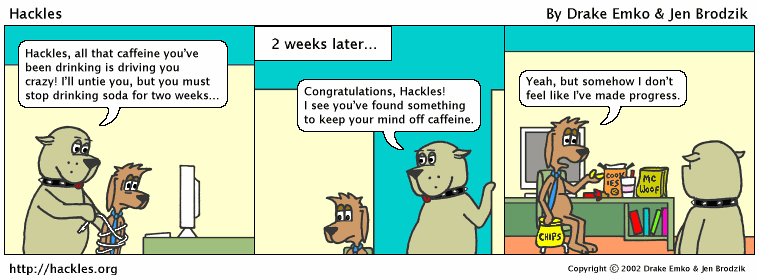 Hackles
By Drake Emko & Jen Brodzik
Hackles, all that caffeine you've
been drinking is driving you
crazy! I'll untie you, but you must
stop drinking soda for two weeks...
2 weeks later...
Congratulations, Hackles!
I see you've found something
to keep your mind off caffeine.
Yeah, but somehow I don't
feel like I've made progress.
COOK
IES
MC
WOOF
CHIPS
http://hackles.org
Copyright © 2002 Drake Emko & Jen Brodzik